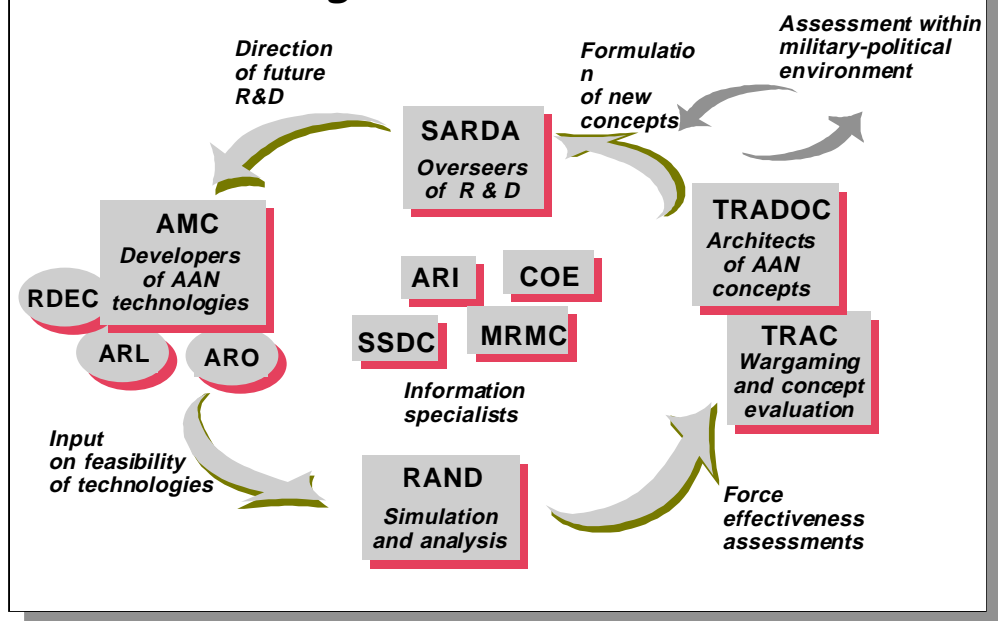 Direction
of future
R&D
Formulatio
n
of new
concepts
Assessment within
military-political
environment
SARDA
Overseers
of R & D
AMC
Developers
of AAN
technologies
RDEC
ARL
ARO
TRADOC
Architects
of AAN
concepts
TRAC
Wargaming
and concept
evaluation
ARI
COE
SSDC
MRMC
Information
specialists
Input
on feasibility
of technologies
RAND
Simulation
and analysis
Force
effectiveness
assessments